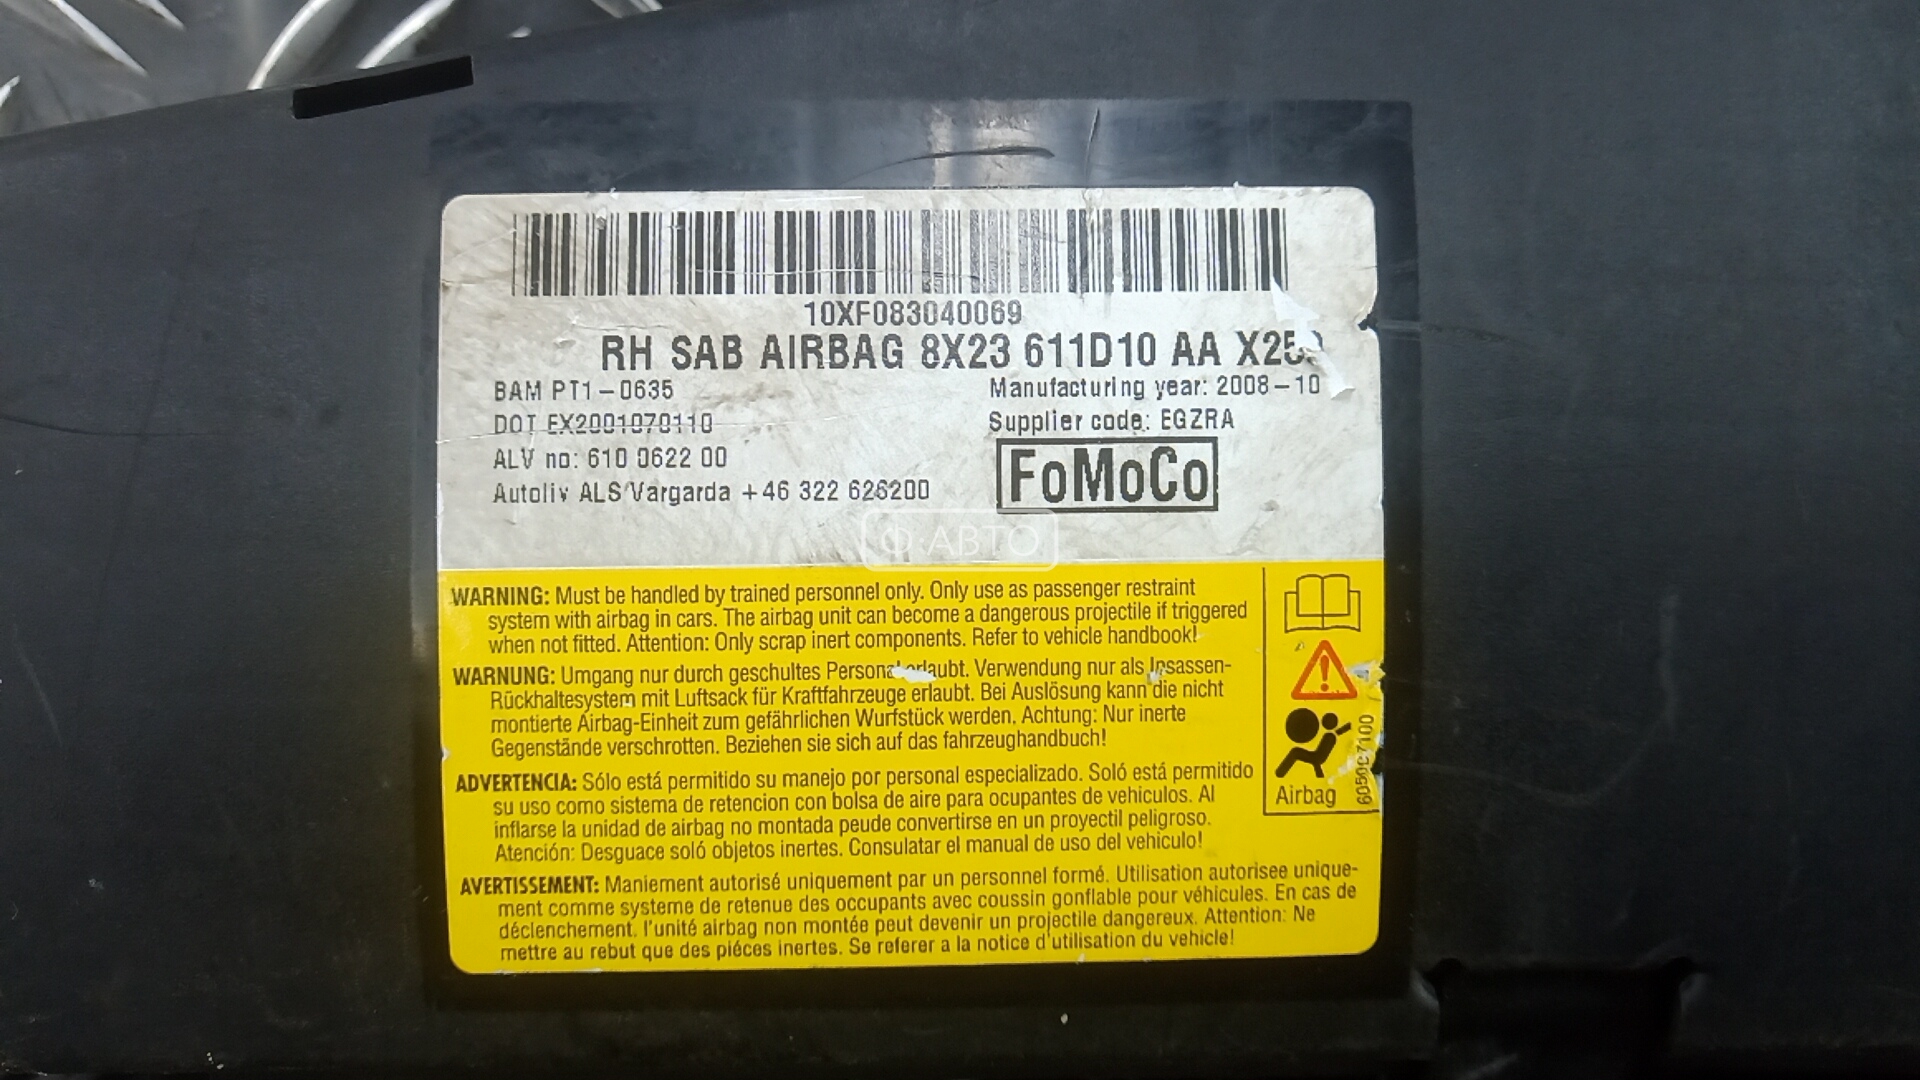 10XF083040069
RH SAB AIRBAG 8X23 611D10 AA
BAM PT1-0635
Manufacturing year: 2008-10
DOT EX2001070110
Supplier code: EGZRA
ALV no: 610 0622 00
Autoliv ALS Vargarda +46 322 626200
FoMoCo
Ф·АВТО
WARNING: Must be handled by trained personnel only. Only use as passenger restraint
system with airbag in cars. The airbag unit can become a dangerous projectile if triggered
when not fitted. Attention: Only scrap inert components. Refer to vehicle handbook!
WARNUNG: Umgang nur durch geschultes Personal erlaubt. Verwendung nur als Insassen-
Rückhaltesystem mit Luftsack für Kraftfahrzeuge erlaubt. Bei Auslösung kann die nicht
montierte Airbag-Einheit zum gefährlichen Wurfstück werden. Achtung: Nur inerte
Gegenstände verschrotten. Beziehen sie sich auf das fahrzeughandbuch!
ADVERTENCIA: Sólo está permitido su manejo por personal especializado. Soló está permitido
su uso como sistema de retencion con bolsa de aire para ocupantes de vehiculos. Al
inflarse la unidad de airbag no montada peude convertirse en un proyectil peligroso.
Atención: Desguace soló objetos inertes. Consulatar el manual de uso del vehiculo!
AVERTISSEMENT: Maniement autorisé uniquement par un personnel formé. Utilisation autorisee unique-
ment comme systeme de retenue des occupants avec coussin gonflable pour véhicules. En cas de
déclenchement, l'unité airbag non montée peut devenir un projectile dangereux. Attention: Ne
mettre au rebut que des piéces inertes. Se referer a la notice d'utilisation du vehicle!
Airbag